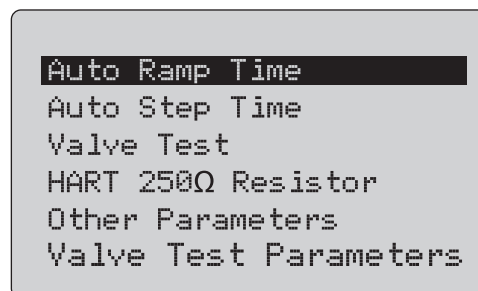 Auto Ramp Time
Auto Step Time
Valve Test
HART 250Ω Resistor
Other Parameters
Valve Test Parameters